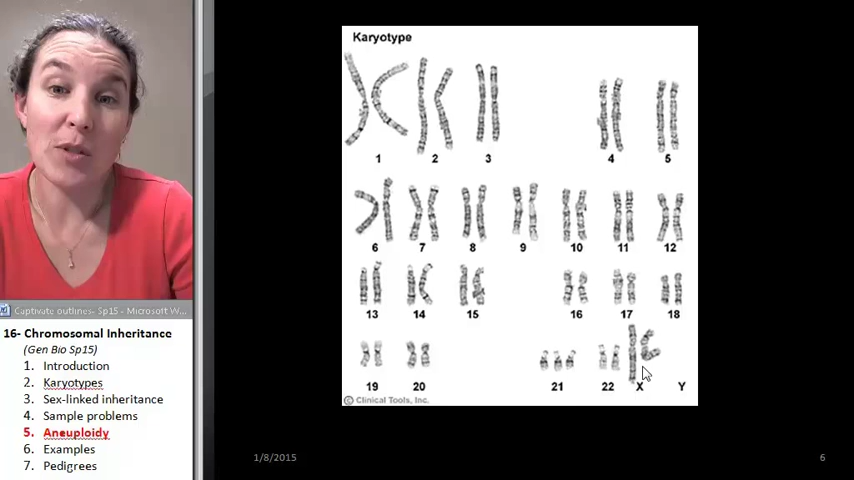 Karyotype
1 2 3 4 5
6 7 8 9 10 11 12
13 14 15 16 17 18
19 20 21 22 X Y
© Clinical Tools, Inc.
Captivate outlines- Sp15 - Microsoft W...
16- Chromosomal Inheritance
(Gen Bio Sp15)
1. Introduction
2. Karyotypes
3. Sex-linked inheritance
4. Sample problems
5. Aneuploidy
6. Examples
7. Pedigrees
1/8/2015
6